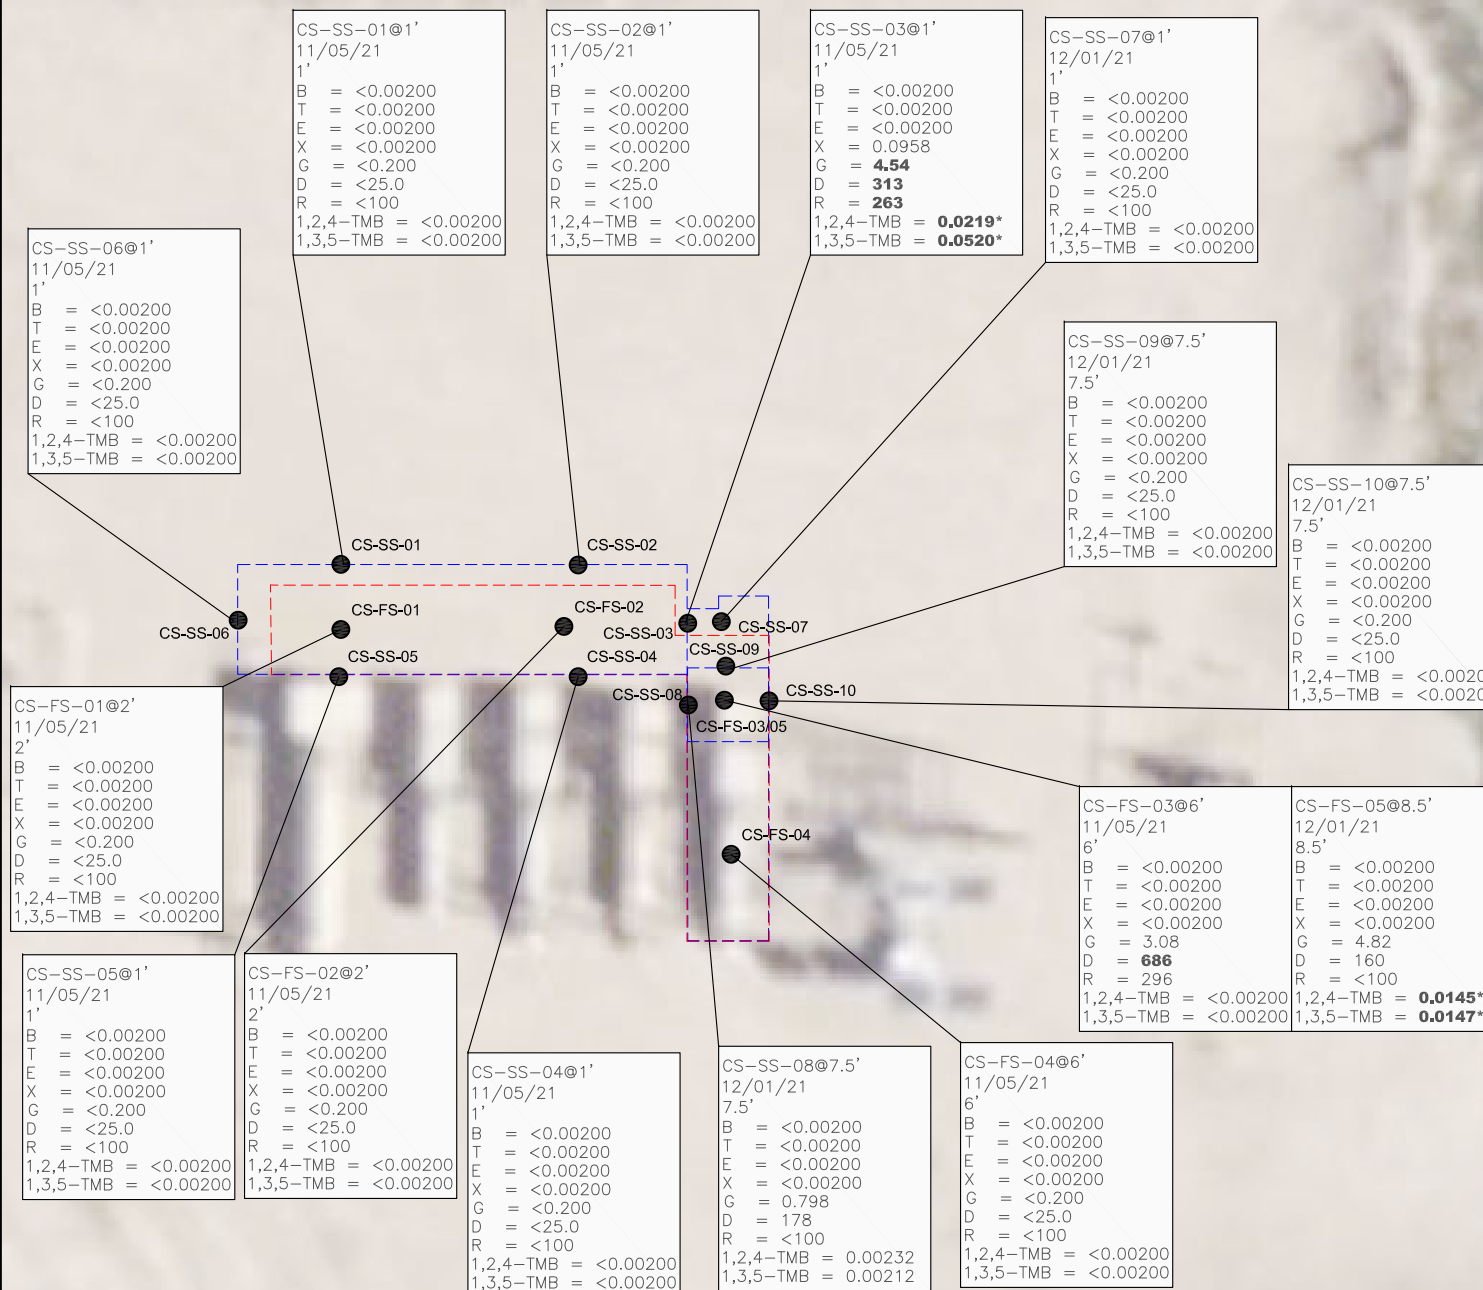 CS-SS-01@1'
11/05/21
1'
B = <0.00200
T = <0.00200
E = <0.00200
X = <0.00200
G = <0.200
D = <25.0
R = <100
1,2,4-TMB = <0.00200
1,3,5-TMB = <0.00200
CS-SS-02@1'
11/05/21
1'
B = <0.00200
T = <0.00200
E = <0.00200
X = <0.00200
G = <0.200
D = <25.0
R = <100
1,2,4-TMB = <0.00200
1,3,5-TMB = <0.00200
CS-SS-03@1'
11/05/21
1'
B = <0.00200
T = <0.00200
E = <0.00200
X = 0.0958
G = 4.54
D = 313
R = 263
1,2,4-TMB = 0.0219*
1,3,5-TMB = 0.0520*
CS-SS-07@1'
12/01/21
1'
B = <0.00200
T = <0.00200
E = <0.00200
X = <0.00200
G = <0.200
D = <25.0
R = <100
1,2,4-TMB = <0.00200
1,3,5-TMB = <0.00200
CS-SS-06@1'
11/05/21
1'
B = <0.00200
T = <0.00200
E = <0.00200
X = <0.00200
G = <0.200
D = <25.0
R = <100
1,2,4-TMB = <0.00200
1,3,5-TMB = <0.00200
CS-SS-09@7.5'
12/01/21
7.5'
B = <0.00200
T = <0.00200
E = <0.00200
X = <0.00200
G = <0.200
D = <25.0
R = <100
1,2,4-TMB = <0.00200
1,3,5-TMB = <0.00200
CS-SS-10@7.5'
12/01/21
7.5'
B = <0.00200
T = <0.00200
E = <0.00200
X = <0.00200
G = <0.200
D = <25.0
R = <100
1,2,4-TMB = <0.0020
1,3,5-TMB = <0.0020
CS-SS-01
CS-SS-02
CS-FS-01
CS-FS-02
CS-SS-06
CS-SS-03
CS-SS-07
CS-SS-05
CS-SS-04
CS-SS-09
CS-SS-08
CS-SS-10
CS-FS-03/05
CS-FS-04
CS-FS-01@2'
11/05/21
2'
B = <0.00200
T = <0.00200
E = <0.00200
X = <0.00200
G = <0.200
D = <25.0
R = <100
1,2,4-TMB = <0.00200
1,3,5-TMB = <0.00200
CS-FS-03@6'
11/05/21
6'
B = <0.00200
T = <0.00200
E = <0.00200
X = <0.00200
G = 3.08
D = 686
R = 296
1,2,4-TMB = <0.00200
1,3,5-TMB = <0.00200
CS-FS-05@8.5'
12/01/21
8.5'
B = <0.00200
T = <0.00200
E = <0.00200
X = <0.00200
G = 4.82
D = 160
R = <100
1,2,4-TMB = 0.0145*
1,3,5-TMB = 0.0147*
CS-SS-05@1'
11/05/21
1'
B = <0.00200
T = <0.00200
E = <0.00200
X = <0.00200
G = <0.200
D = <25.0
R = <100
1,2,4-TMB = <0.00200
1,3,5-TMB = <0.00200
CS-FS-02@2'
11/05/21
2'
B = <0.00200
T = <0.00200
E = <0.00200
X = <0.00200
G = <0.200
D = <25.0
R = <100
1,2,4-TMB = <0.00200
1,3,5-TMB = <0.00200
CS-SS-04@1'
11/05/21
1'
B = <0.00200
T = <0.00200
E = <0.00200
X = <0.00200
G = <0.200
D = <25.0
R = <100
1,2,4-TMB = <0.00200
1,3,5-TMB = <0.00200
CS-SS-08@7.5'
12/01/21
7.5'
B = <0.00200
T = <0.00200
E = <0.00200
X = <0.00200
G = 0.798
D = 178
R = <100
1,2,4-TMB = 0.00232
1,3,5-TMB = 0.00212
CS-FS-04@6'
11/05/21
6'
B = <0.00200
T = <0.00200
E = <0.00200
X = <0.00200
G = <0.200
D = <25.0
R = <100
1,2,4-TMB = <0.00200
1,3,5-TMB = <0.00200